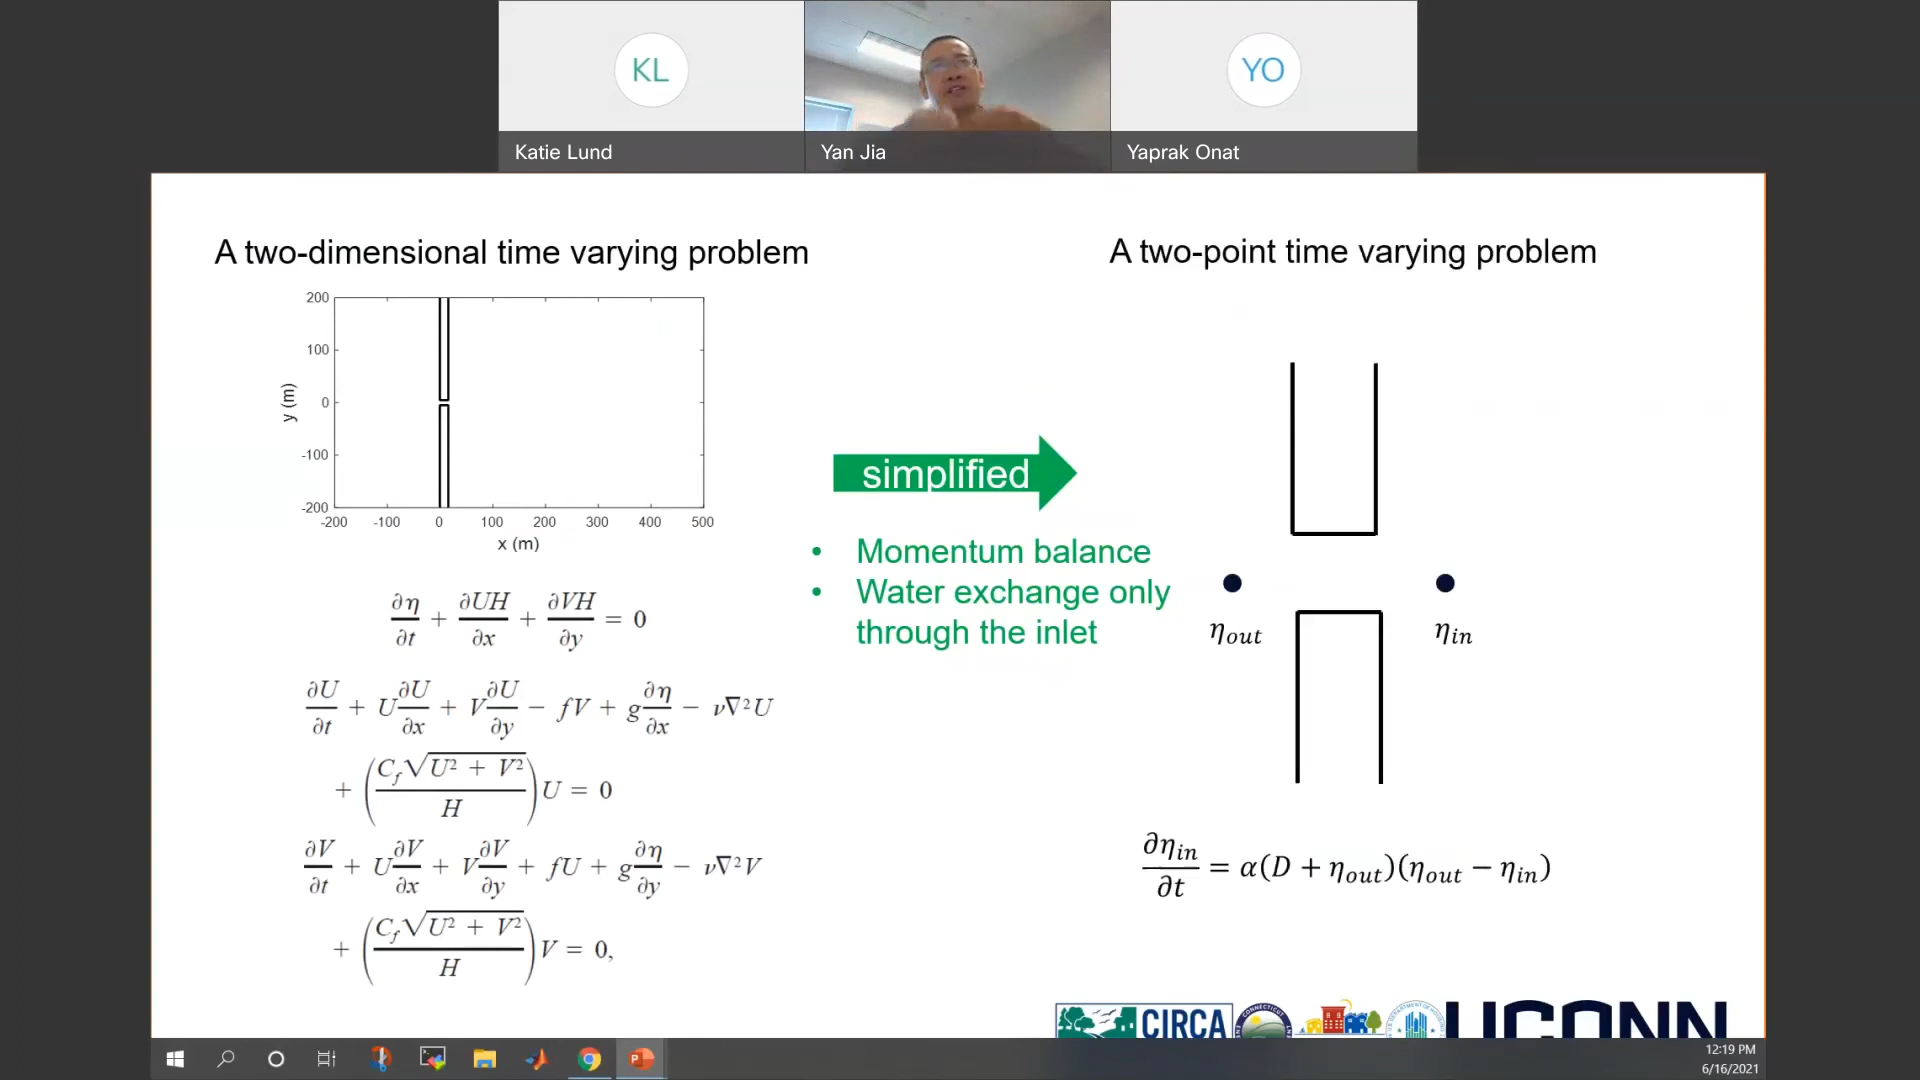 KL
YO
Katie Lund
Yan Jia
Yaprak Onat
A two-dimensional time varying problem
A two-point time varying problem
200
100
0
-100
-200
y (m)
-200 -100 0 100 200 300 400 500
x (m)
simplified
• Momentum balance
• Water exchange only
through the inlet
η_out
η_in
∂η/∂t + ∂UH/∂x + ∂VH/∂y = 0
∂U/∂t + U ∂U/∂x + V ∂U/∂y − fV + g ∂η/∂x − ν∇²U
+ (C_f √(U² + V²) / H) U = 0
∂V/∂t + U ∂V/∂x + V ∂V/∂y + fU + g ∂η/∂y − ν∇²V
+ (C_f √(U² + V²) / H) V = 0,
∂η_in/∂t = α(D + η_out)(η_out − η_in)
CIRCA
CONNECTICUT
UCONN
12:19 PM
6/16/2021